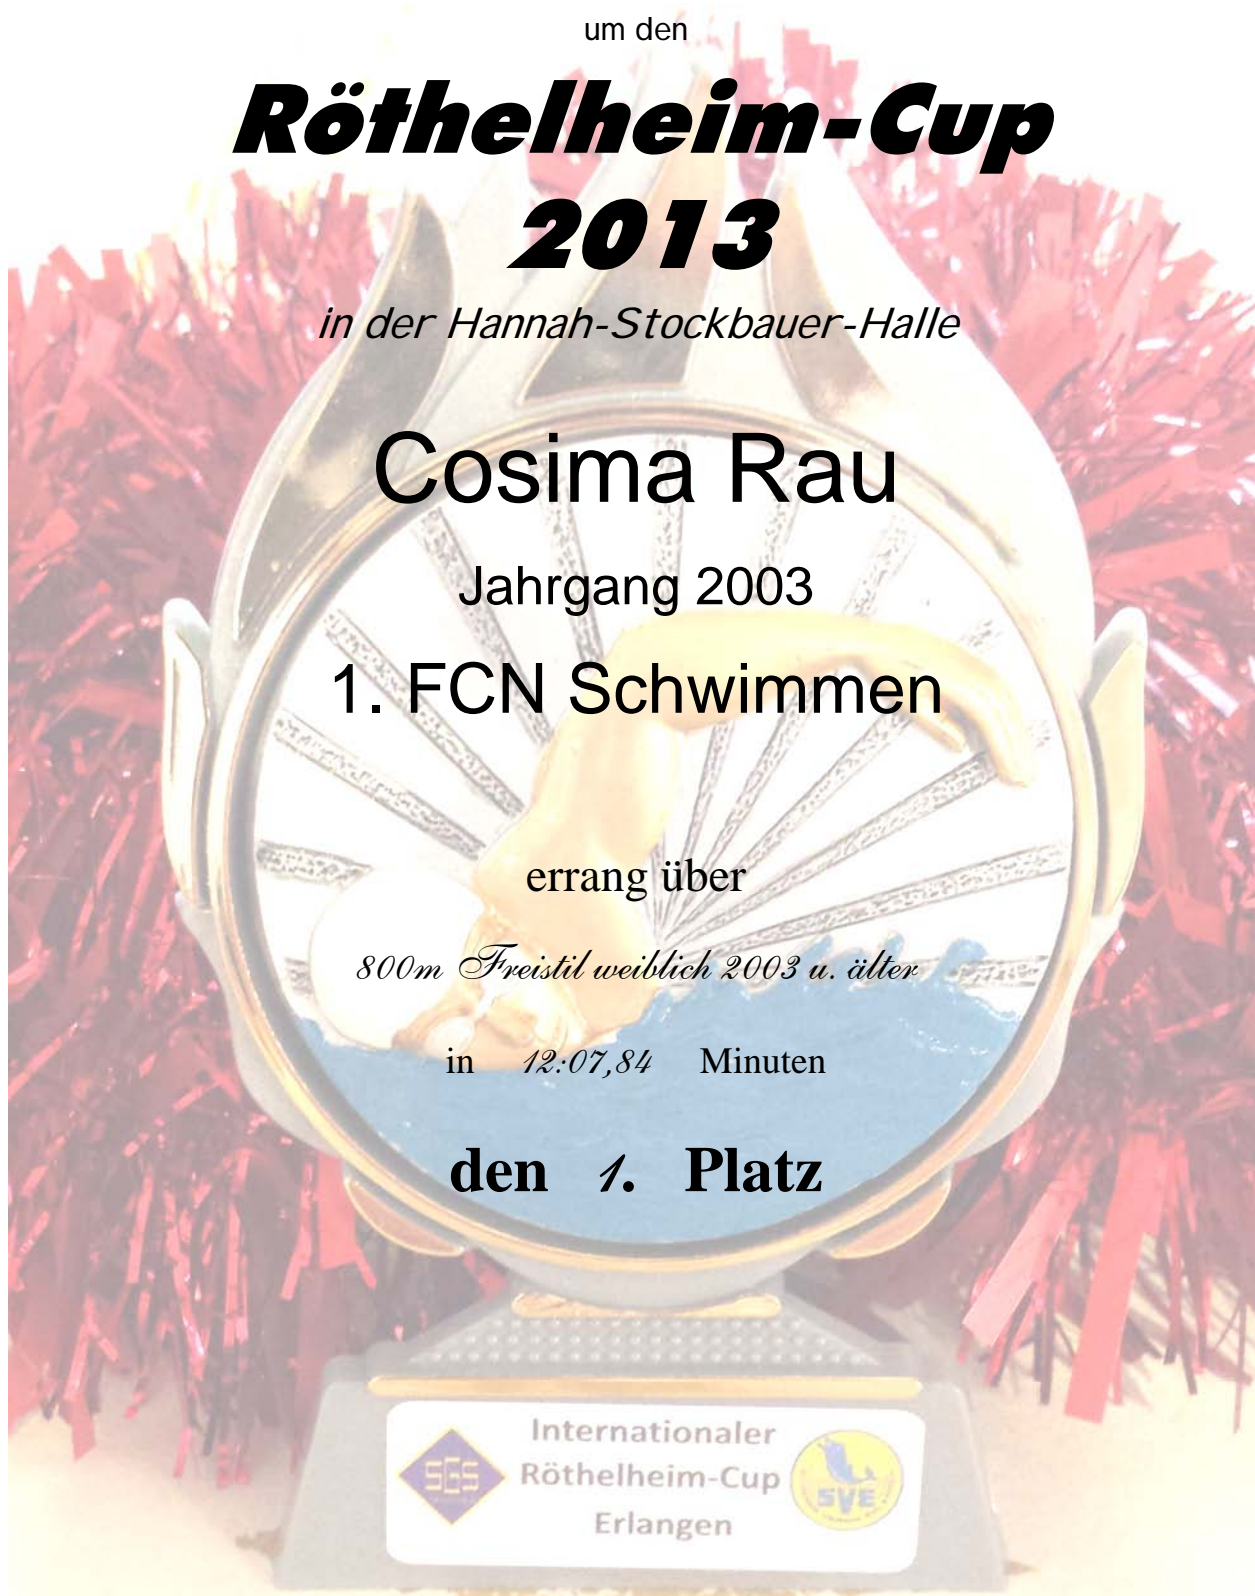 um den
Röthelheim-Cup
2013
in der Hannah-Stockbauer-Halle
Cosima Rau
Jahrgang 2003
1. FCN Schwimmen
errang über
800m Freistil weiblich 2003 u. älter
in 12:07,84 Minuten
den 1. Platz
Internationaler
SGS Röthelheim-Cup SVE
Erlangen